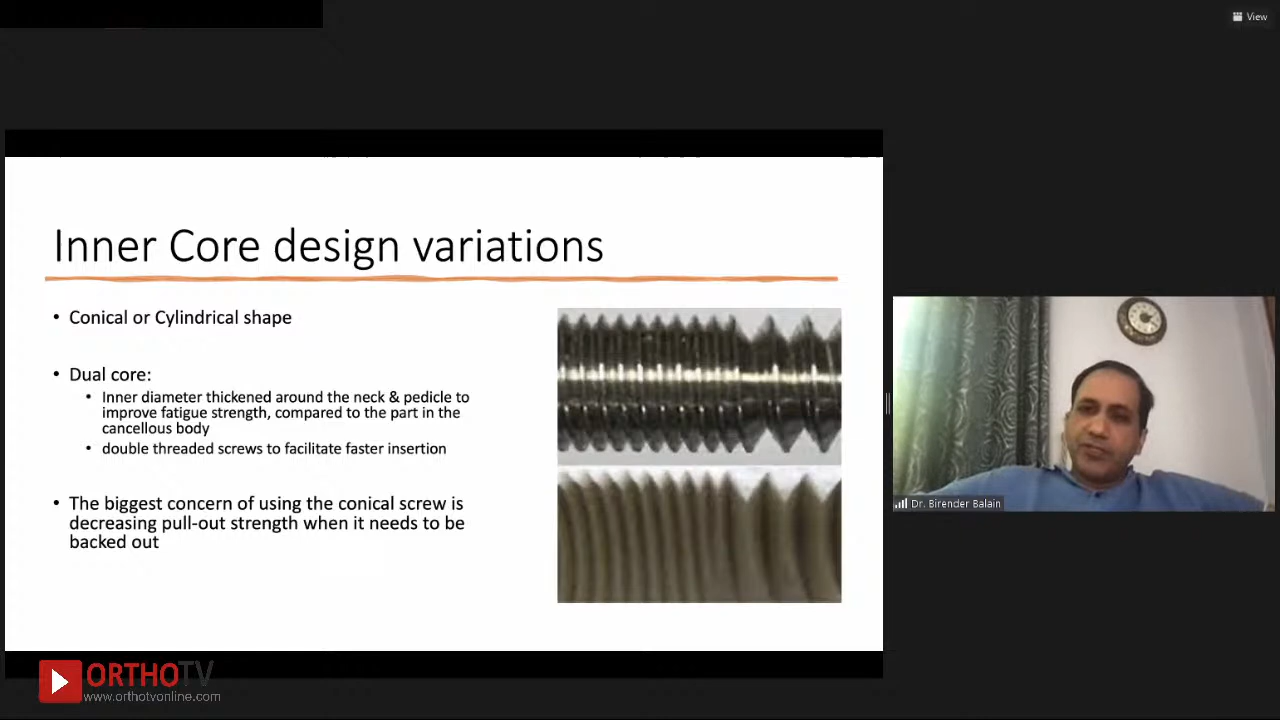 View
Inner Core design variations
• Conical or Cylindrical shape
• Dual core:
• Inner diameter thickened around the neck & pedicle to
improve fatigue strength, compared to the part in the
cancellous body
• double threaded screws to facilitate faster insertion
• The biggest concern of using the conical screw is
decreasing pull-out strength when it needs to be
backed out
Dr. Birender Balain
ORTHOTV
www.orthotvonline.com